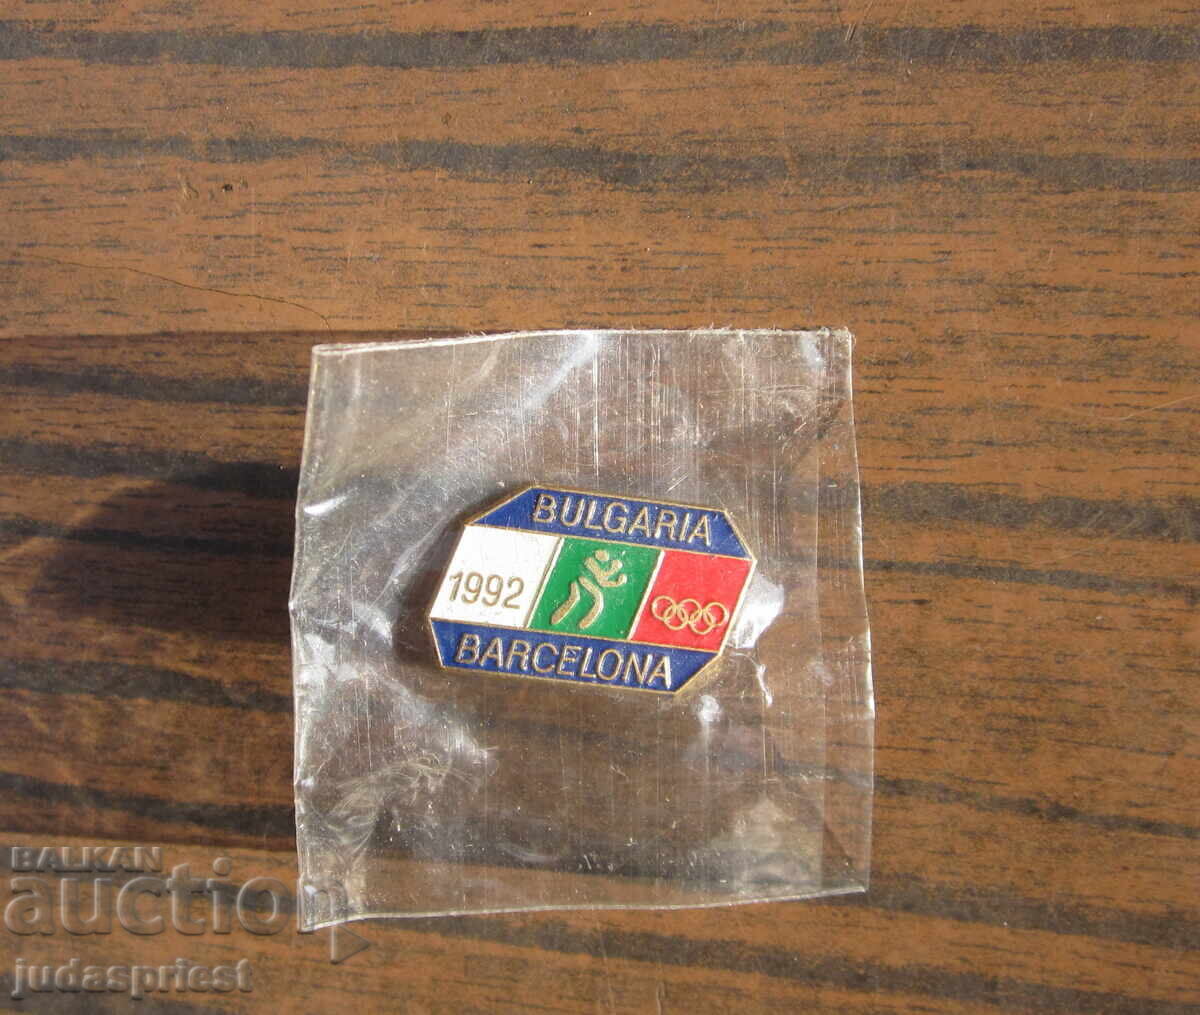 BULGARIA
1992
BARCELONA
BALKAN
auction
judaspriest